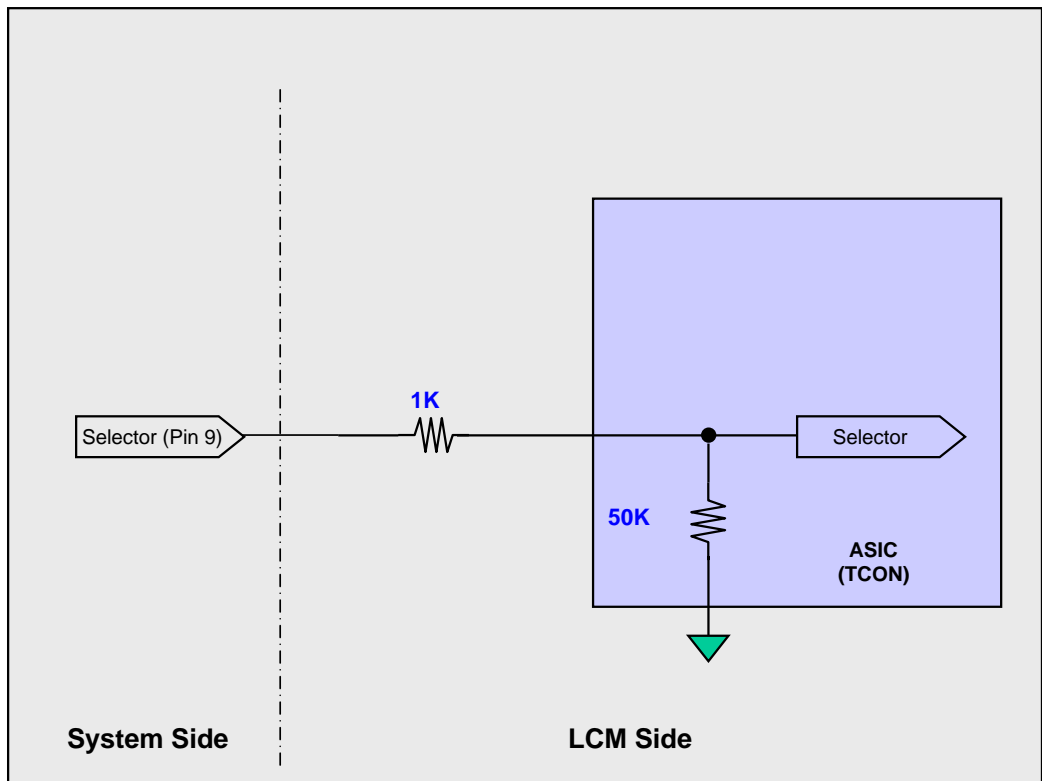 1K
Selector (Pin 9)
Selector
50K
ASIC
(TCON)
System Side
LCM Side